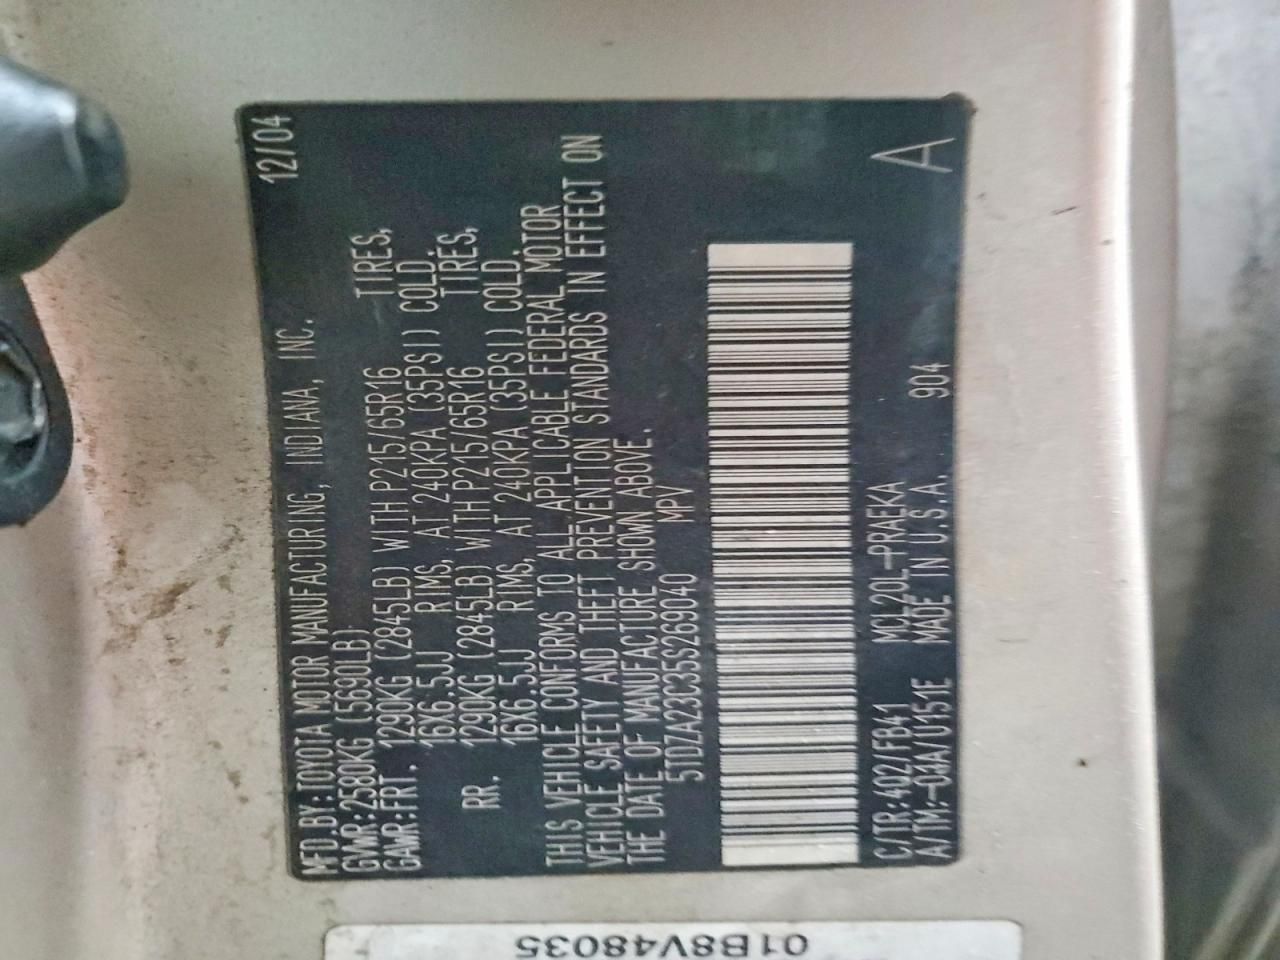 MFD.BY:TOYOTA MOTOR MANUFACTURING, INDIANA, INC. 12/04
GVWR:2580KG (5690LB)
GAWR:FRT. 1290KG (2845LB) WITH P215/65R16 TIRES,
16X6.5JJ RIMS, AT 240KPA (35PSI) COLD.
RR. 1290KG (2845LB) WITH P215/65R16 TIRES,
16X6.5JJ RIMS, AT 240KPA (35PSI) COLD.
THIS VEHICLE CONFORMS TO ALL APPLICABLE FEDERAL MOTOR
VEHICLE SAFETY AND THEFT PREVENTION STANDARDS IN EFFECT ON
THE DATE OF MANUFACTURE SHOWN ABOVE.
5TDZA23C35S269040 MPV
C/TR:4Q2/FB41 MCL20L-PRAEKA A
A/TM:-04A/U151E MADE IN U.S.A. 904
01B8V48035